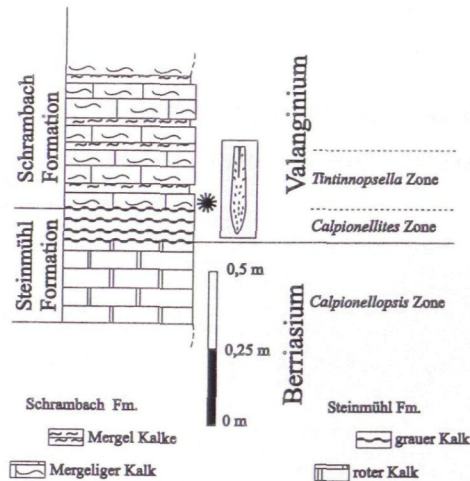 Schrambach
Formation
Steinmühl
Formation
Valanginium
Tintinnopsella Zone
Calpionellites Zone
Berriasium
Calpionellopsis Zone
0,5 m
0,25 m
0 m
Schrambach Fm.
Mergel Kalke
Mergeliger Kalk
Steinmühl Fm.
grauer Kalk
roter Kalk